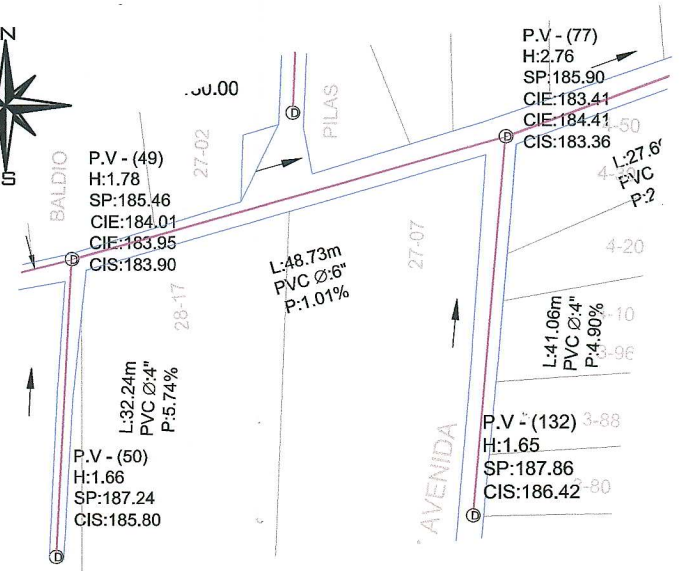 N
S
P.V - (77)
H:2.76
SP:185.90
CIE:183.41
CIE:184.41
CIS:183.36
PILAS
27-02
BALDIO
P.V - (49)
H:1.78
SP:185.46
CIE:184.01
CIE:183.95
CIS:183.90
4-50
L:27.6
PVC
P:2
4-20
27-07
L:48.73m
PVC Ø:6"
P:1.01%
28-17
L:41.06m
PVC Ø:4"
P:4.90%
3-96
L:32.24m
PVC Ø:4"
P:5.74%
P.V - (50)
H:1.66
SP:187.24
CIS:185.80
AVENIDA
P.V - (132)
H:1.65
SP:187.86
CIS:186.42
3-88
3-80
D
D
D
D
D